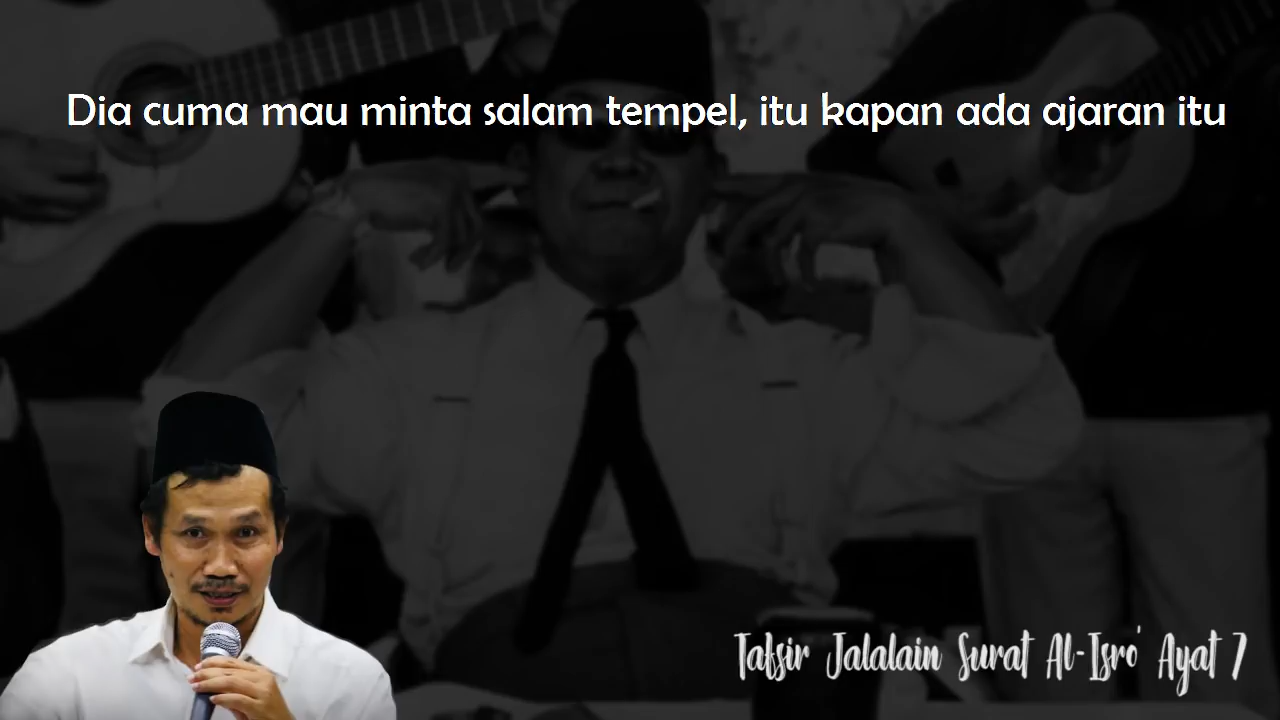 Dia cuma mau minta salam tempel, itu kapan ada ajaran itu
Tafsir Jalalain Surat Al-Isro' Ayat 7